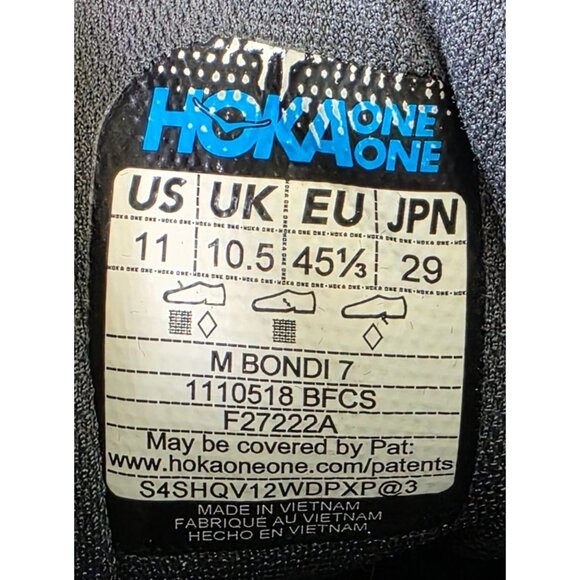 HOKA ONE ONE
US UK EU JPN
11 10.5 45⅓ 29
M BONDI 7
1110518 BFCS
F27222A
May be covered by Pat:
www.hokaoneone.com/patents
S4SHQV12WDPXP@3
MADE IN VIETNAM
FABRIQUÉ AU VIETNAM
HECHO EN VIETNAM